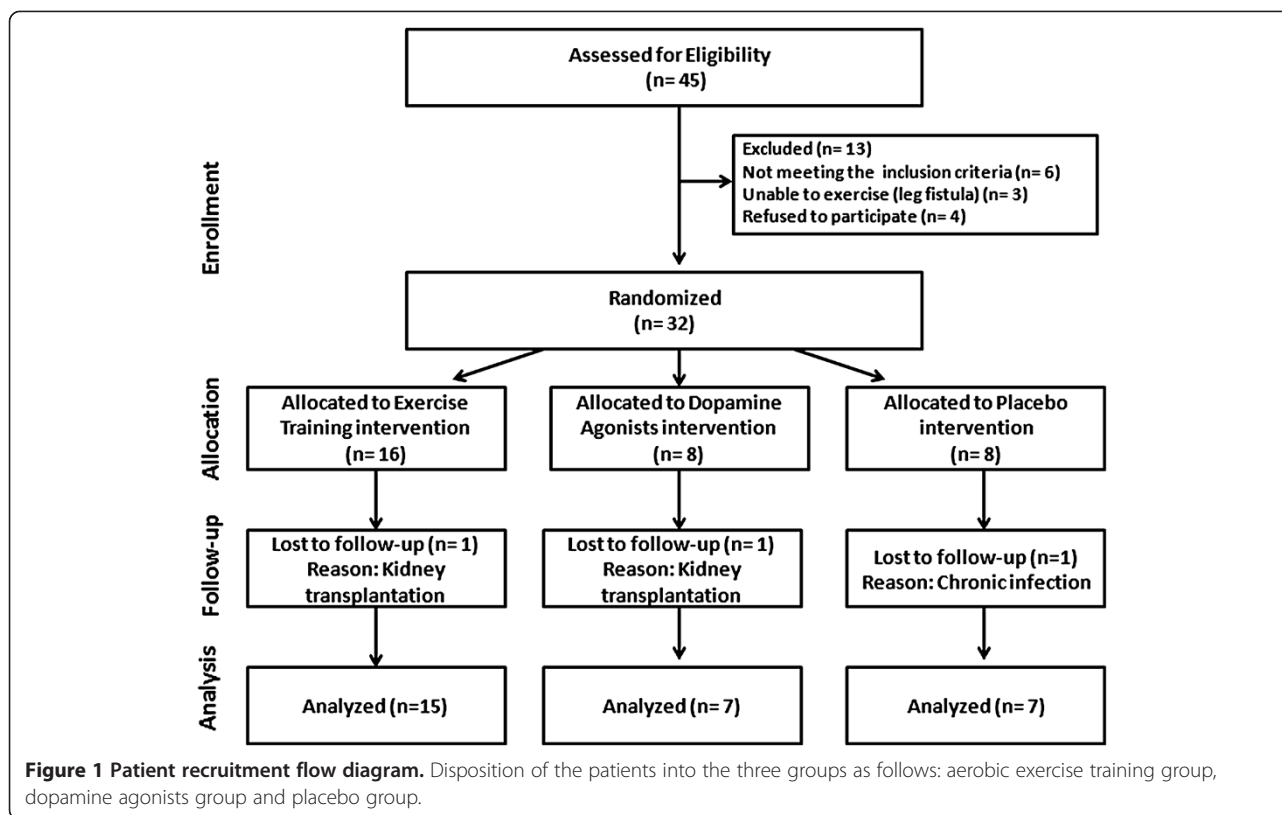 Assessed for Eligibility
(n= 45)
Enrollment
Excluded (n= 13)
Not meeting the inclusion criteria (n= 6)
Unable to exercise (leg fistula) (n= 3)
Refused to participate (n= 4)
Randomized
(n= 32)
Allocation
Allocated to Exercise
Training intervention
(n= 16)
Allocated to Dopamine
Agonists intervention
(n= 8)
Allocated to Placebo
intervention
(n= 8)
Follow-up
Lost to follow-up (n= 1)
Reason: Kidney
transplantation
Lost to follow-up (n= 1)
Reason: Kidney
transplantation
Lost to follow-up (n=1)
Reason: Chronic infection
Analysis
Analyzed (n=15)
Analyzed (n= 7)
Analyzed (n= 7)
Figure 1 Patient recruitment flow diagram. Disposition of the patients into the three groups as follows: aerobic exercise training group,
dopamine agonists group and placebo group.